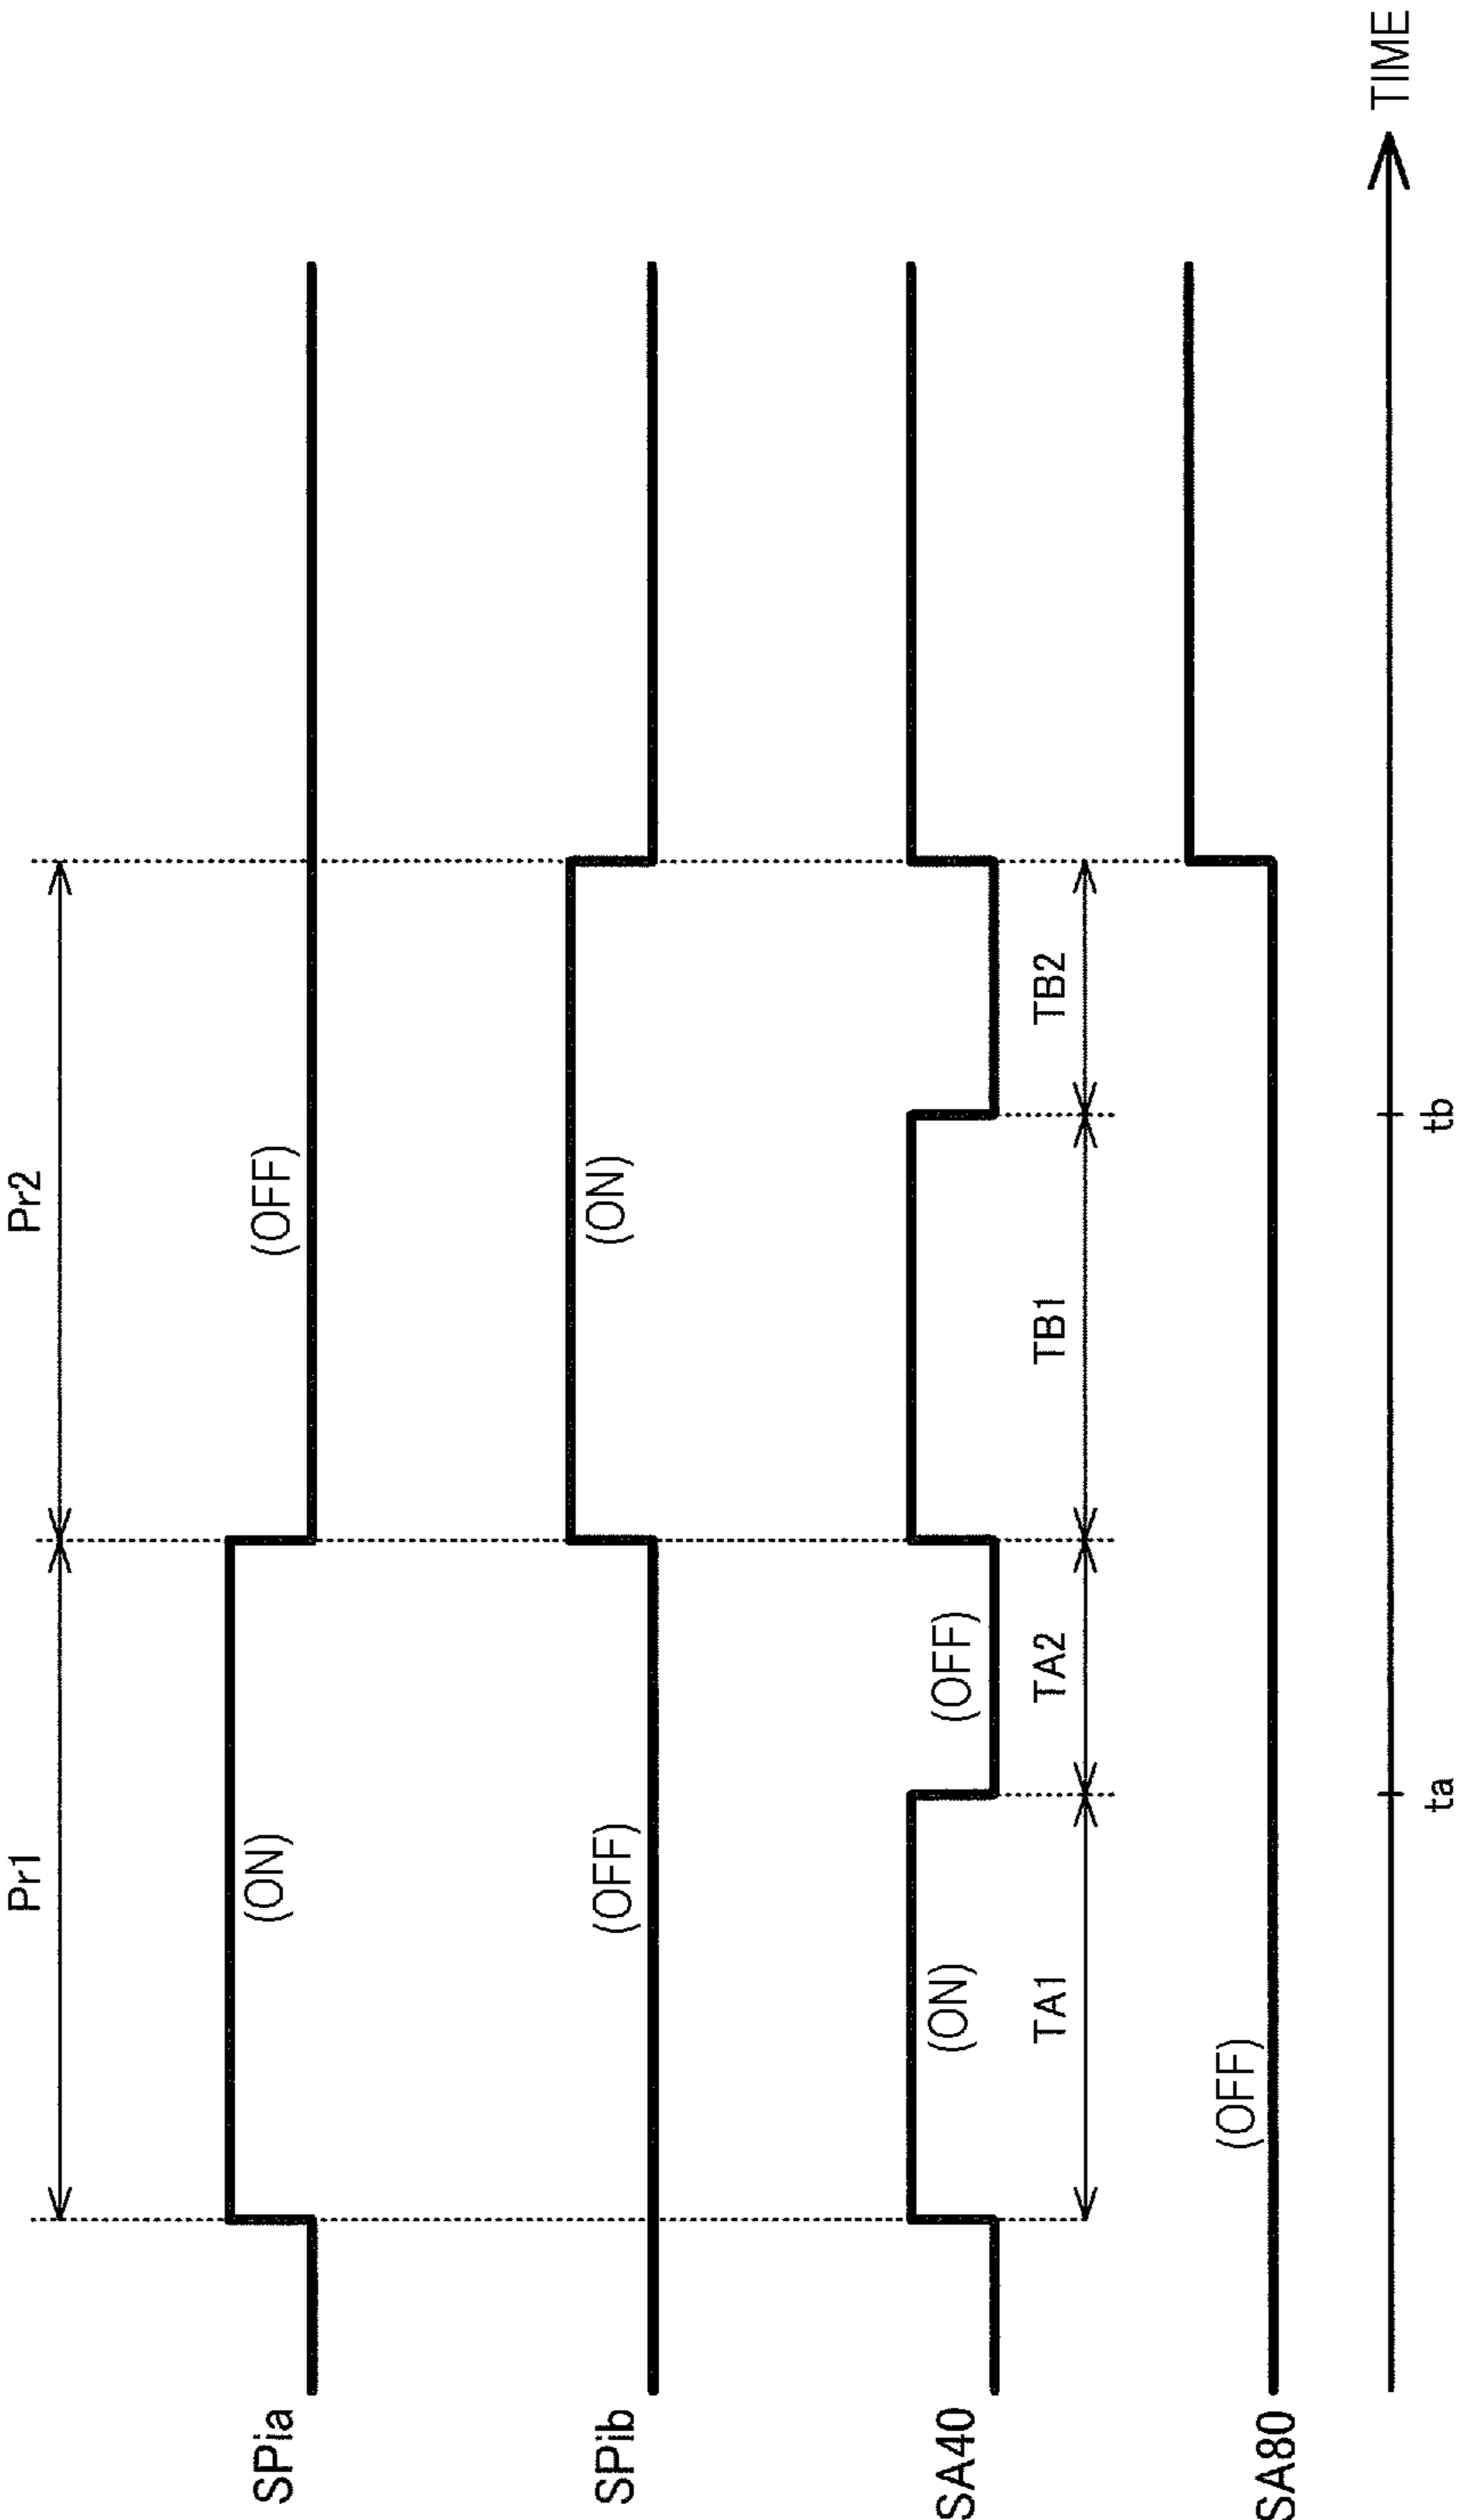 Pr1 Pr2
SPia (ON) (OFF)
SPib (OFF) (ON)
SA40 (ON) (OFF)
TA1 TA2 TB1 TB2
SA80 (OFF)
TIME
ta tb